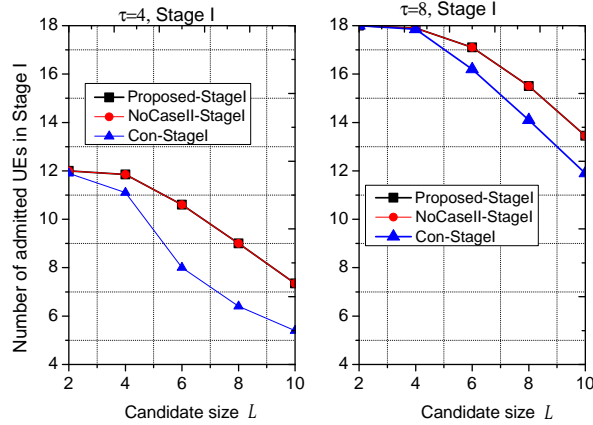 τ=4, Stage I
τ=8, Stage I
Number of admitted UEs in Stage I
18
16
14
12
10
8
6
4
Proposed-StageI
NoCaseII-StageI
Con-StageI
2 4 6 8 10
Candidate size L
18
16
14
12
10
8
6
4
Proposed-StageI
NoCaseII-StageI
Con-StageI
2 4 6 8 10
Candidate size L